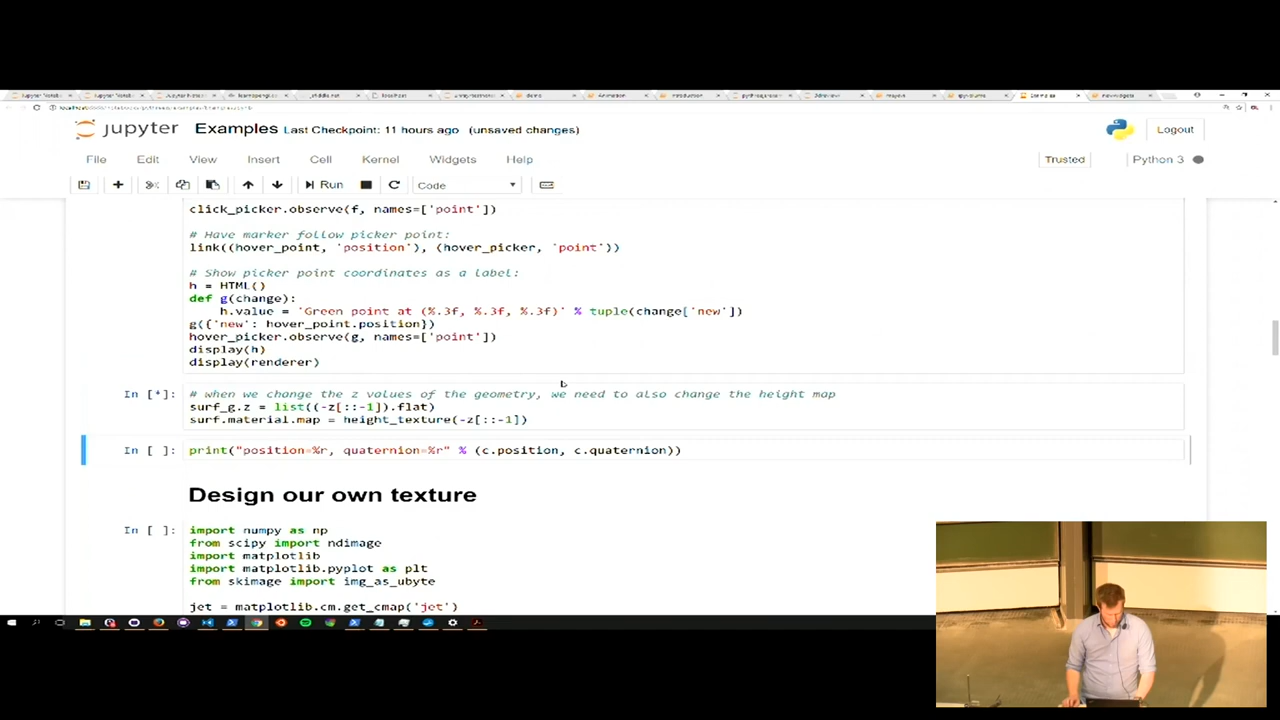 jupyter Examples Last Checkpoint: 11 hours ago (unsaved changes)
Logout
File Edit View Insert Cell Kernel Widgets Help
Trusted
Python 3
Run
Code
click_picker.observe(f, names=['point'])
# Have marker follow picker point:
link((hover_point, 'position'), (hover_picker, 'point'))
# Show picker point coordinates as a label:
h = HTML()
def g(change):
h.value = 'Green point at (%.3f, %.3f, %.3f)' % tuple(change['new'])
g({'new': hover_point.position})
hover_picker.observe(g, names=['point'])
display(h)
display(renderer)
In [*]: # when we change the z values of the geometry, we need to also change the height map
surf_g.z = list((-z[::-1]).flat)
surf.material.map = height_texture(-z[::-1])
In [ ]: print("position=%r, quaternion=%r" % (c.position, c.quaternion))
Design our own texture
In [ ]: import numpy as np
from scipy import ndimage
import matplotlib
import matplotlib.pyplot as plt
from skimage import img_as_ubyte
jet = matplotlib.cm.get_cmap('jet')